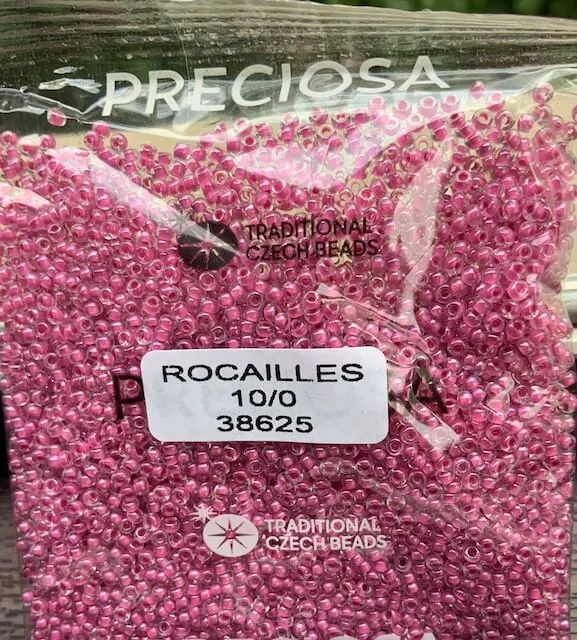 PRECIOSA
TRADITIONAL
CZECH BEADS
P A
ROCAILLES
10/0
38625
TRADITIONAL
CZECH BEADS